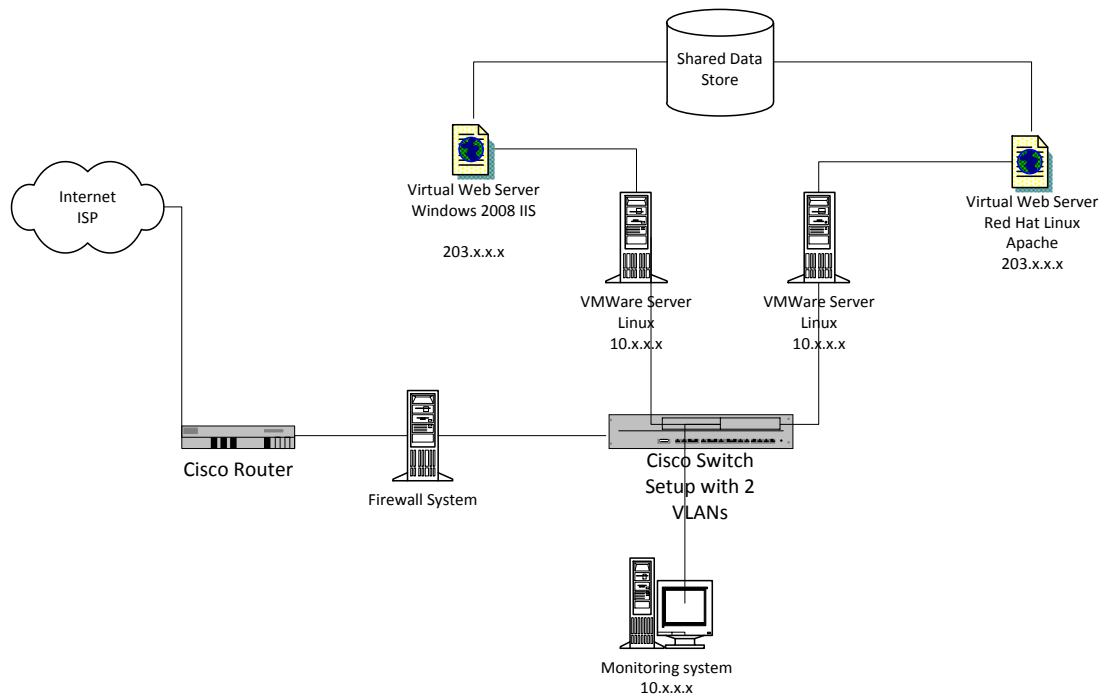 Shared Data
Store
Internet
ISP
Virtual Web Server
Windows 2008 IIS
203.x.x.x
Virtual Web Server
Red Hat Linux
Apache
203.x.x.x
VMWare Server
Linux
10.x.x.x
VMWare Server
Linux
10.x.x.x
Cisco Router
Firewall System
Cisco Switch
Setup with 2
VLANs
Monitoring system
10.x.x.x